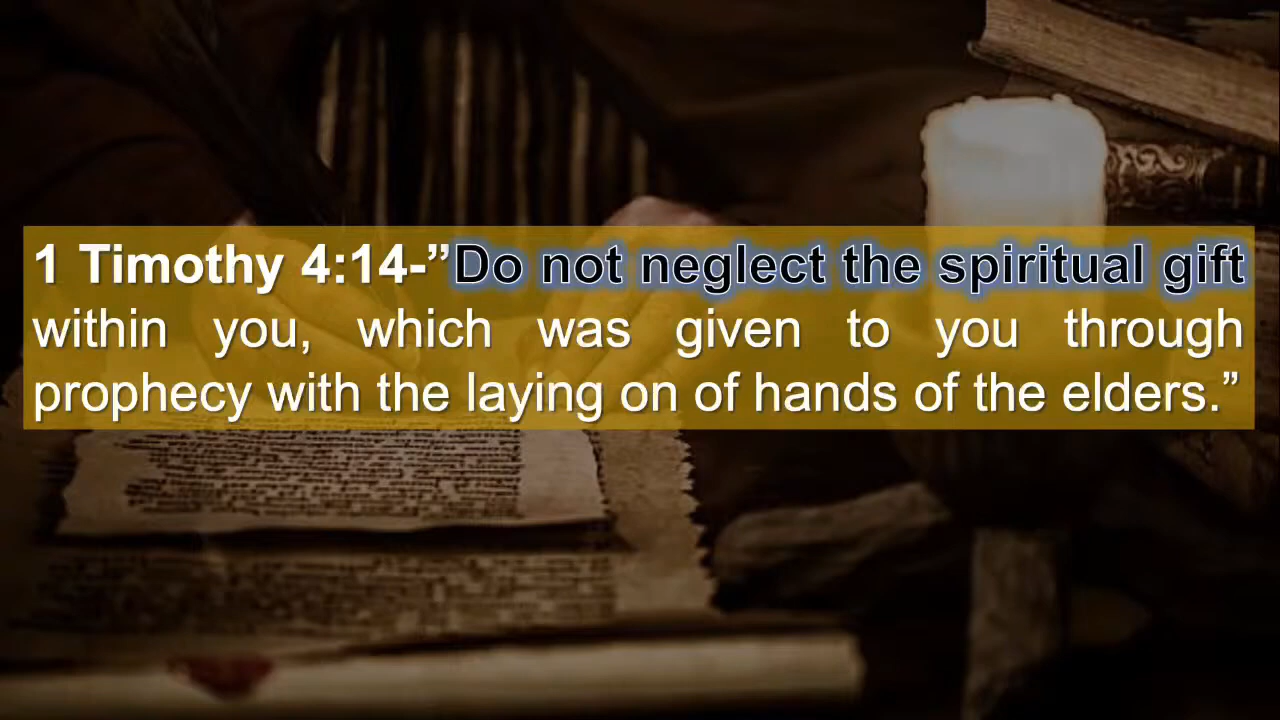 1 Timothy 4:14-”Do not neglect the spiritual gift
within you, which was given to you through
prophecy with the laying on of hands of the elders.”